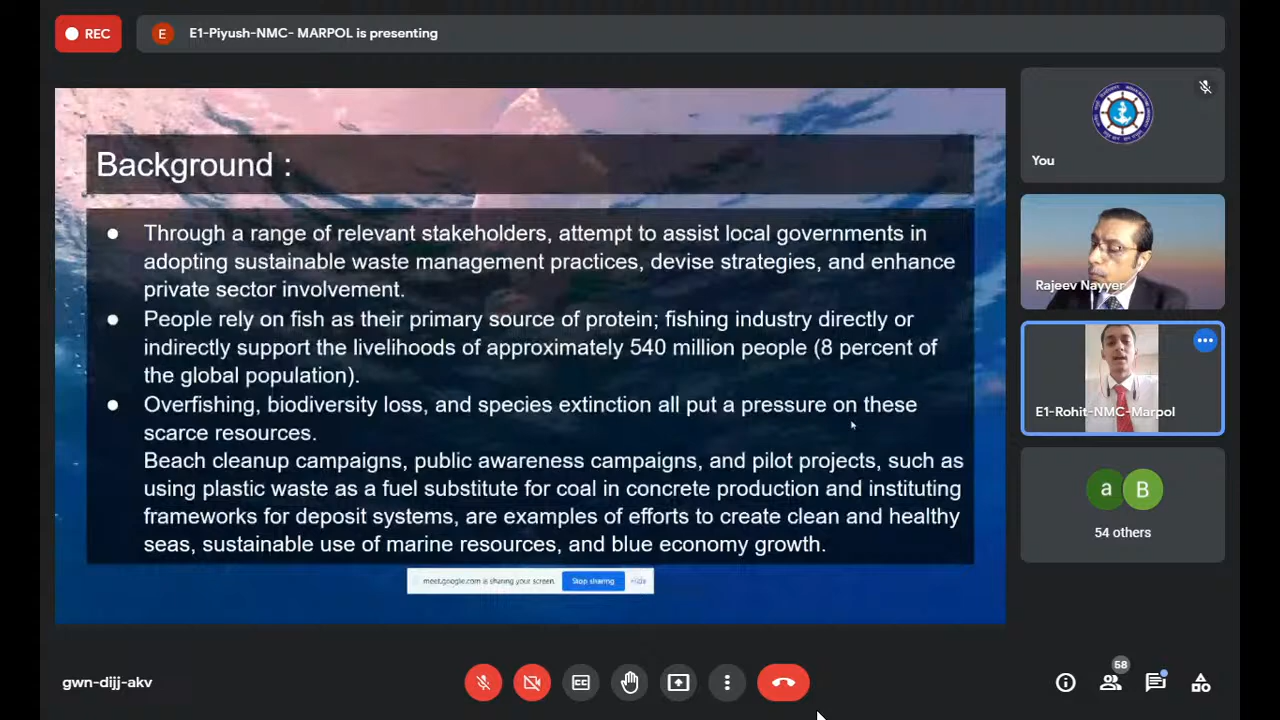 REC
E
E1-Piyush-NMC- MARPOL is presenting
Background :
● Through a range of relevant stakeholders, attempt to assist local governments in
adopting sustainable waste management practices, devise strategies, and enhance
private sector involvement.
● People rely on fish as their primary source of protein; fishing industry directly or
indirectly support the livelihoods of approximately 540 million people (8 percent of
the global population).
● Overfishing, biodiversity loss, and species extinction all put a pressure on these
scarce resources.
Beach cleanup campaigns, public awareness campaigns, and pilot projects, such as
using plastic waste as a fuel substitute for coal in concrete production and instituting
frameworks for deposit systems, are examples of efforts to create clean and healthy
seas, sustainable use of marine resources, and blue economy growth.
meet.google.com is sharing your screen.
Stop sharing
Hide
You
Rajeev Nayyer
E1-Rohit-NMC-Marpol
a
B
54 others
gwn-dijj-akv
CC
58